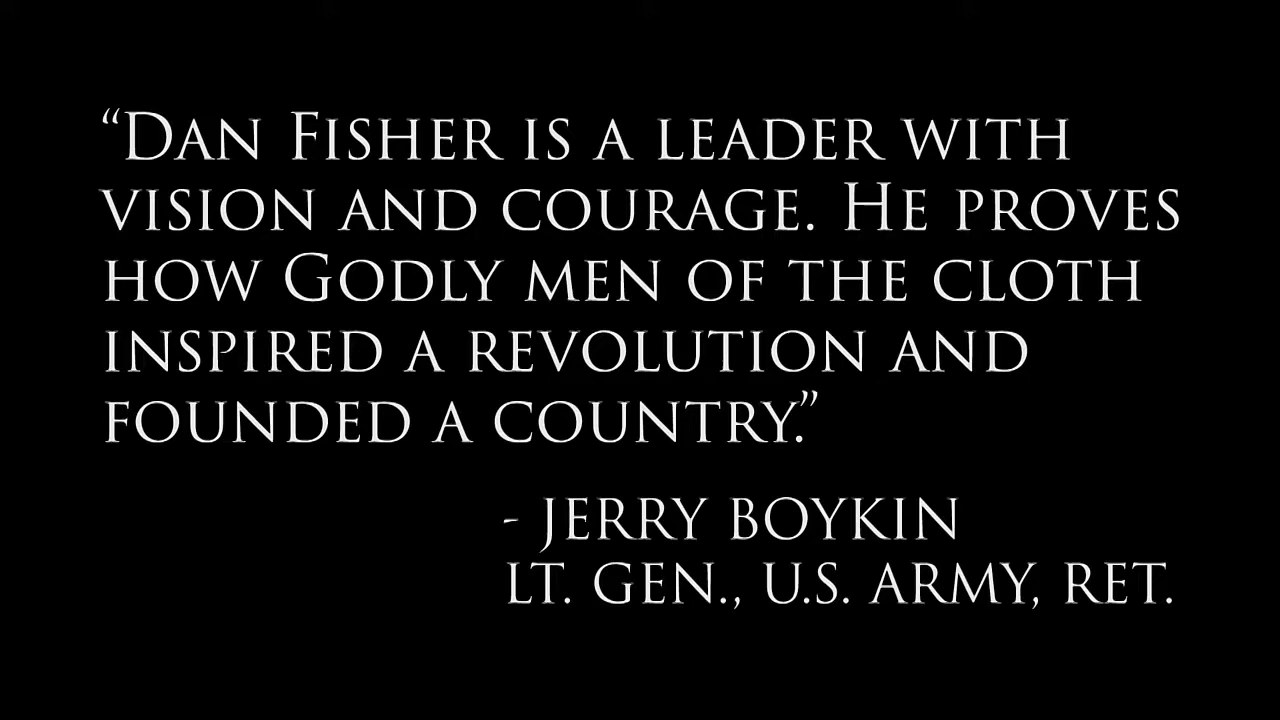 “Dan Fisher is a leader with
vision and courage. He proves
how Godly men of the cloth
inspired a revolution and
founded a country.”
- JERRY BOYKIN
LT. GEN., U.S. ARMY, RET.